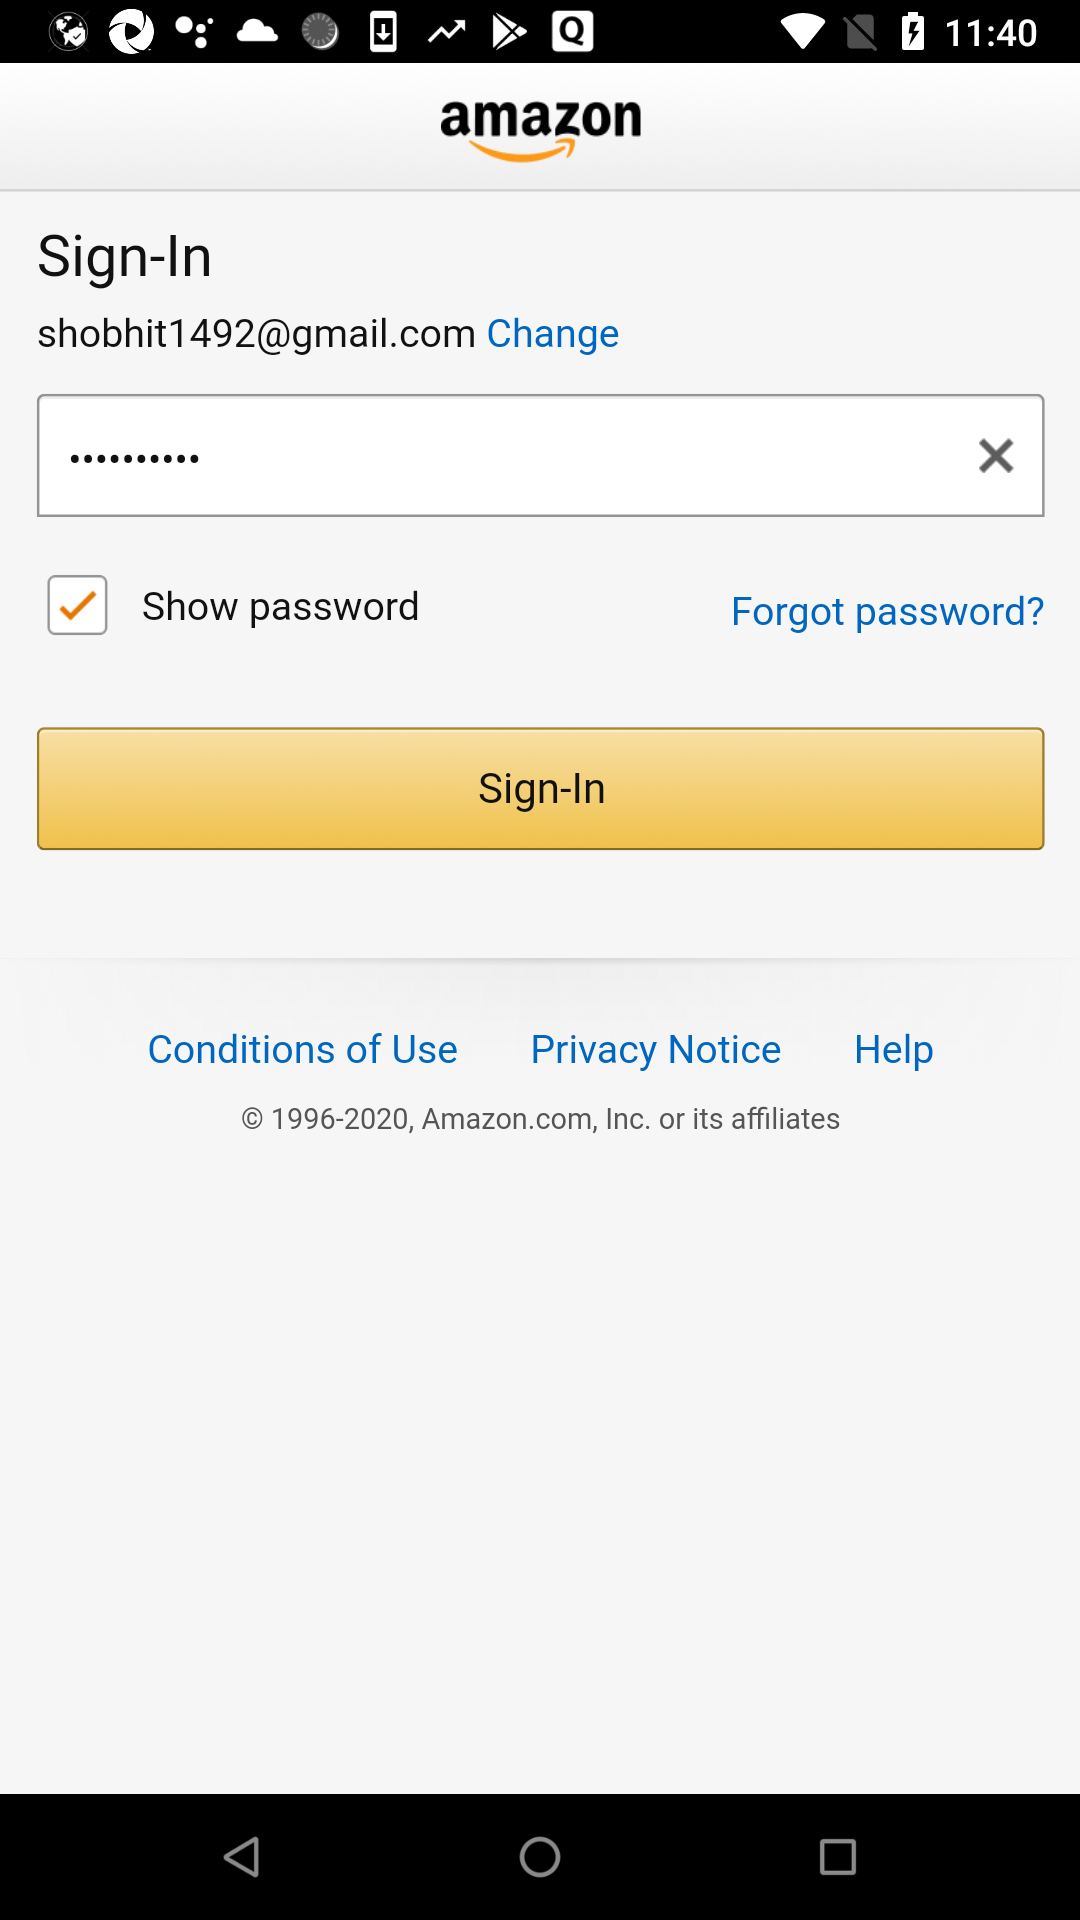 11:40
amazon
Sign-In
shobhit1492@gmail.com Change
••••••••••
Show password
Forgot password?
Sign-In
Conditions of Use Privacy Notice Help
© 1996-2020, Amazon.com, Inc. or its affiliates